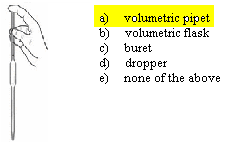 a) volumetric pipet
b) volumetric flask
c) buret
d) dropper
e) none of the above